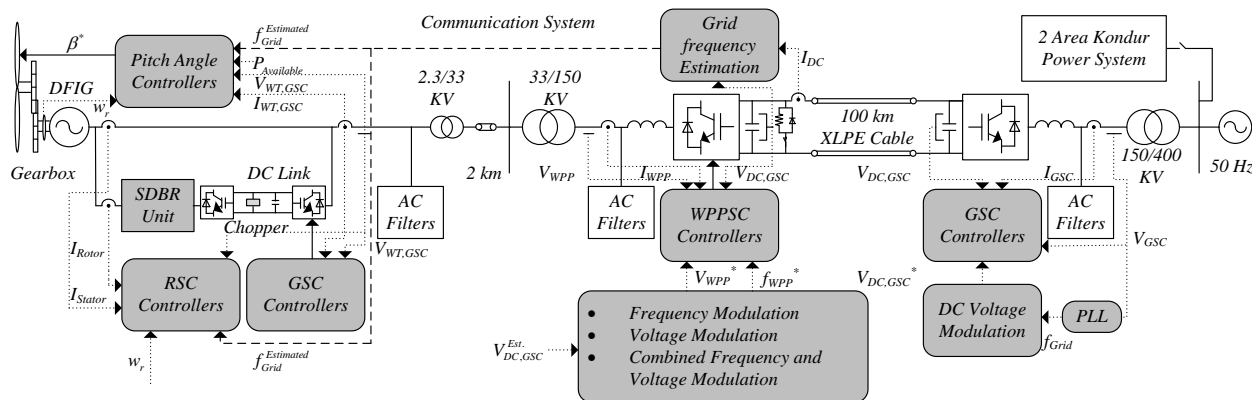 Communication System
f_Grid^Estimated
β*
Pitch Angle
Controllers
P_Available
V_WT,GSC
I_WT,GSC
DFIG
w_r
Gearbox
2.3/33
KV
33/150
KV
2 km
Grid
frequency
Estimation
I_DC
2 Area Kondur
Power System
100 km
XLPE Cable
150/400
KV
50 Hz
SDBR
Unit
DC Link
Chopper
AC
Filters
V_WPP
I_WPP
V_DC,GSC
V_DC,GSC
I_GSC
AC
Filters
WPPSC
Controllers
GSC
Controllers
AC
Filters
V_GSC
I_Rotor
I_Stator
RSC
Controllers
GSC
Controllers
V_WT,GSC
w_r
f_Grid^Estimated
V_WPP*
f_WPP*
V_DC,GSC*
V_DC,GSC^Est.
• Frequency Modulation
• Voltage Modulation
• Combined Frequency and
Voltage Modulation
DC Voltage
Modulation
PLL
f_Grid